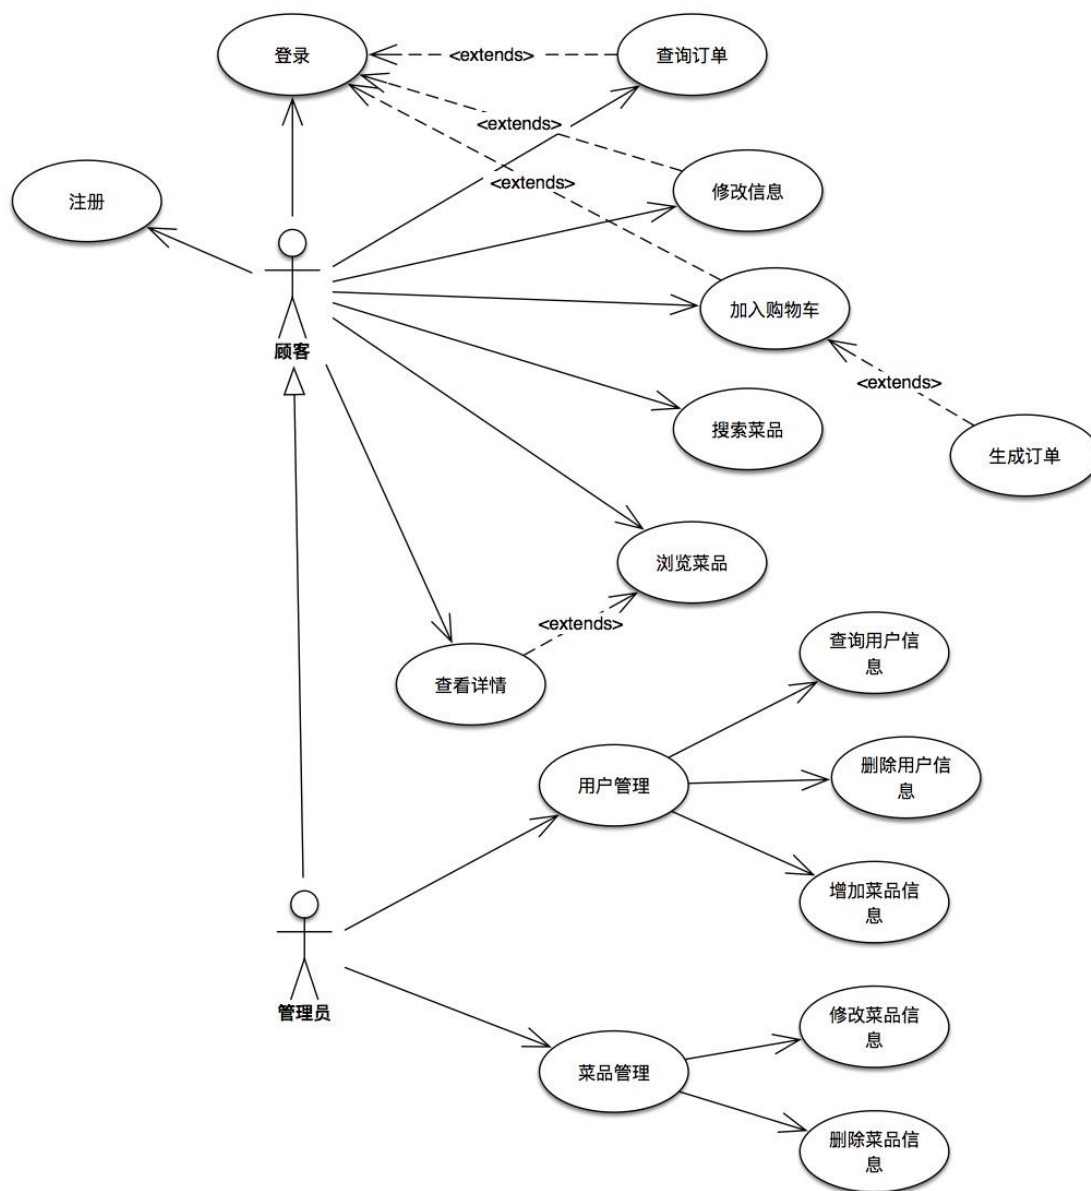 登录
<extends>
查询订单
<extends>
<extends>
修改信息
注册
加入购物车
顾客
<extends>
搜索菜品
生成订单
浏览菜品
<extends>
查看详情
查询用户信
息
用户管理
删除用户信
息
增加菜品信
息
管理员
修改菜品信
息
菜品管理
删除菜品信
息